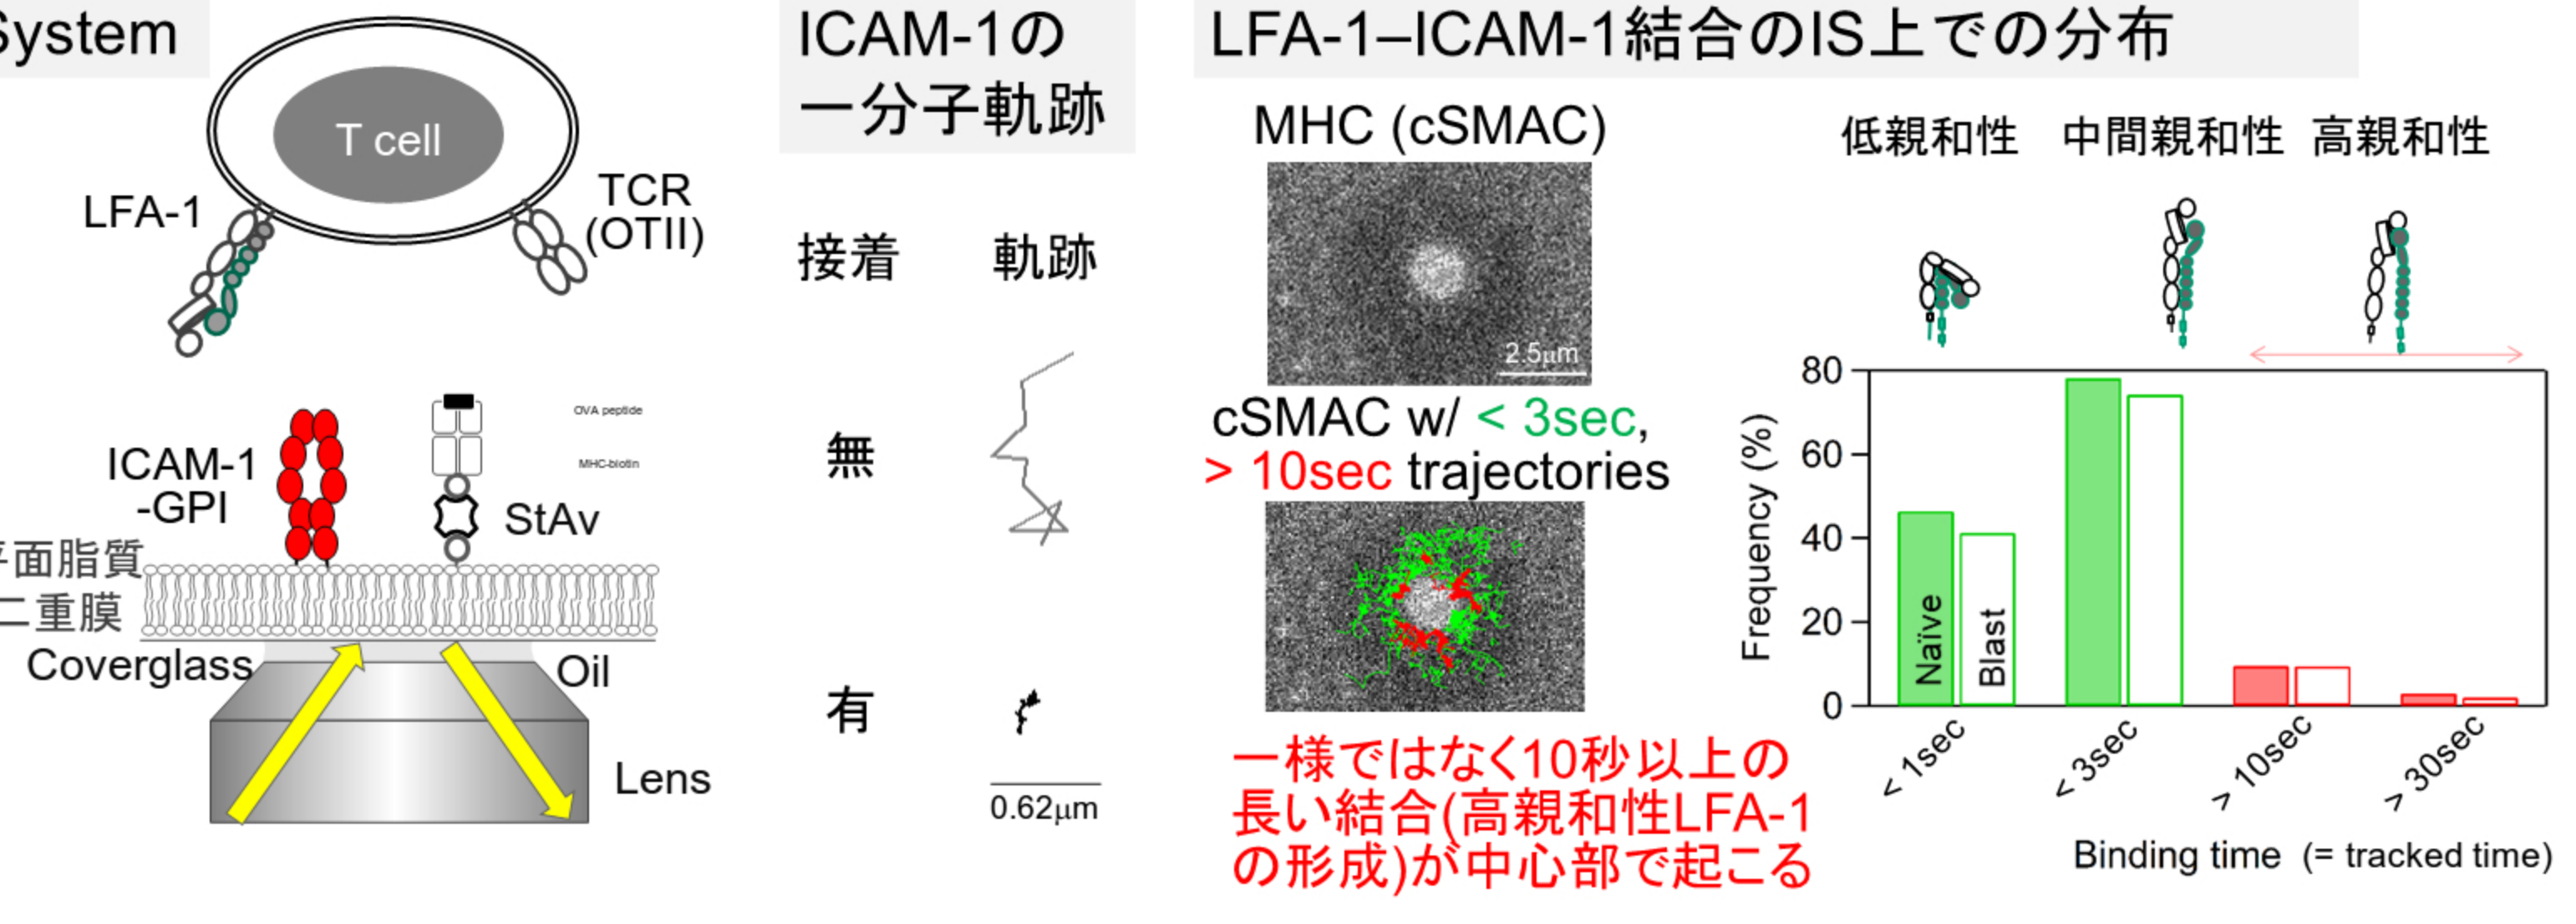 System
T cell
LFA-1
TCR
(OTII)
OVA peptide
MHC-biotin
ICAM-1
-GPI
StAv
平面脂質
二重膜
Coverglass
Oil
Lens
ICAM-1の
一分子軌跡
接着
軌跡
無
有
0.62μm
LFA-1–ICAM-1結合のIS上での分布
MHC (cSMAC)
2.5μm
cSMAC w/ < 3sec,
> 10sec trajectories
一様ではなく10秒以上の
長い結合(高親和性LFA-1
の形成)が中心部で起こる
低親和性 中間親和性 高親和性
Frequency (%)
80
60
40
20
0
Naïve
Blast
< 1sec
< 3sec
> 10sec
> 30sec
Binding time (= tracked time)